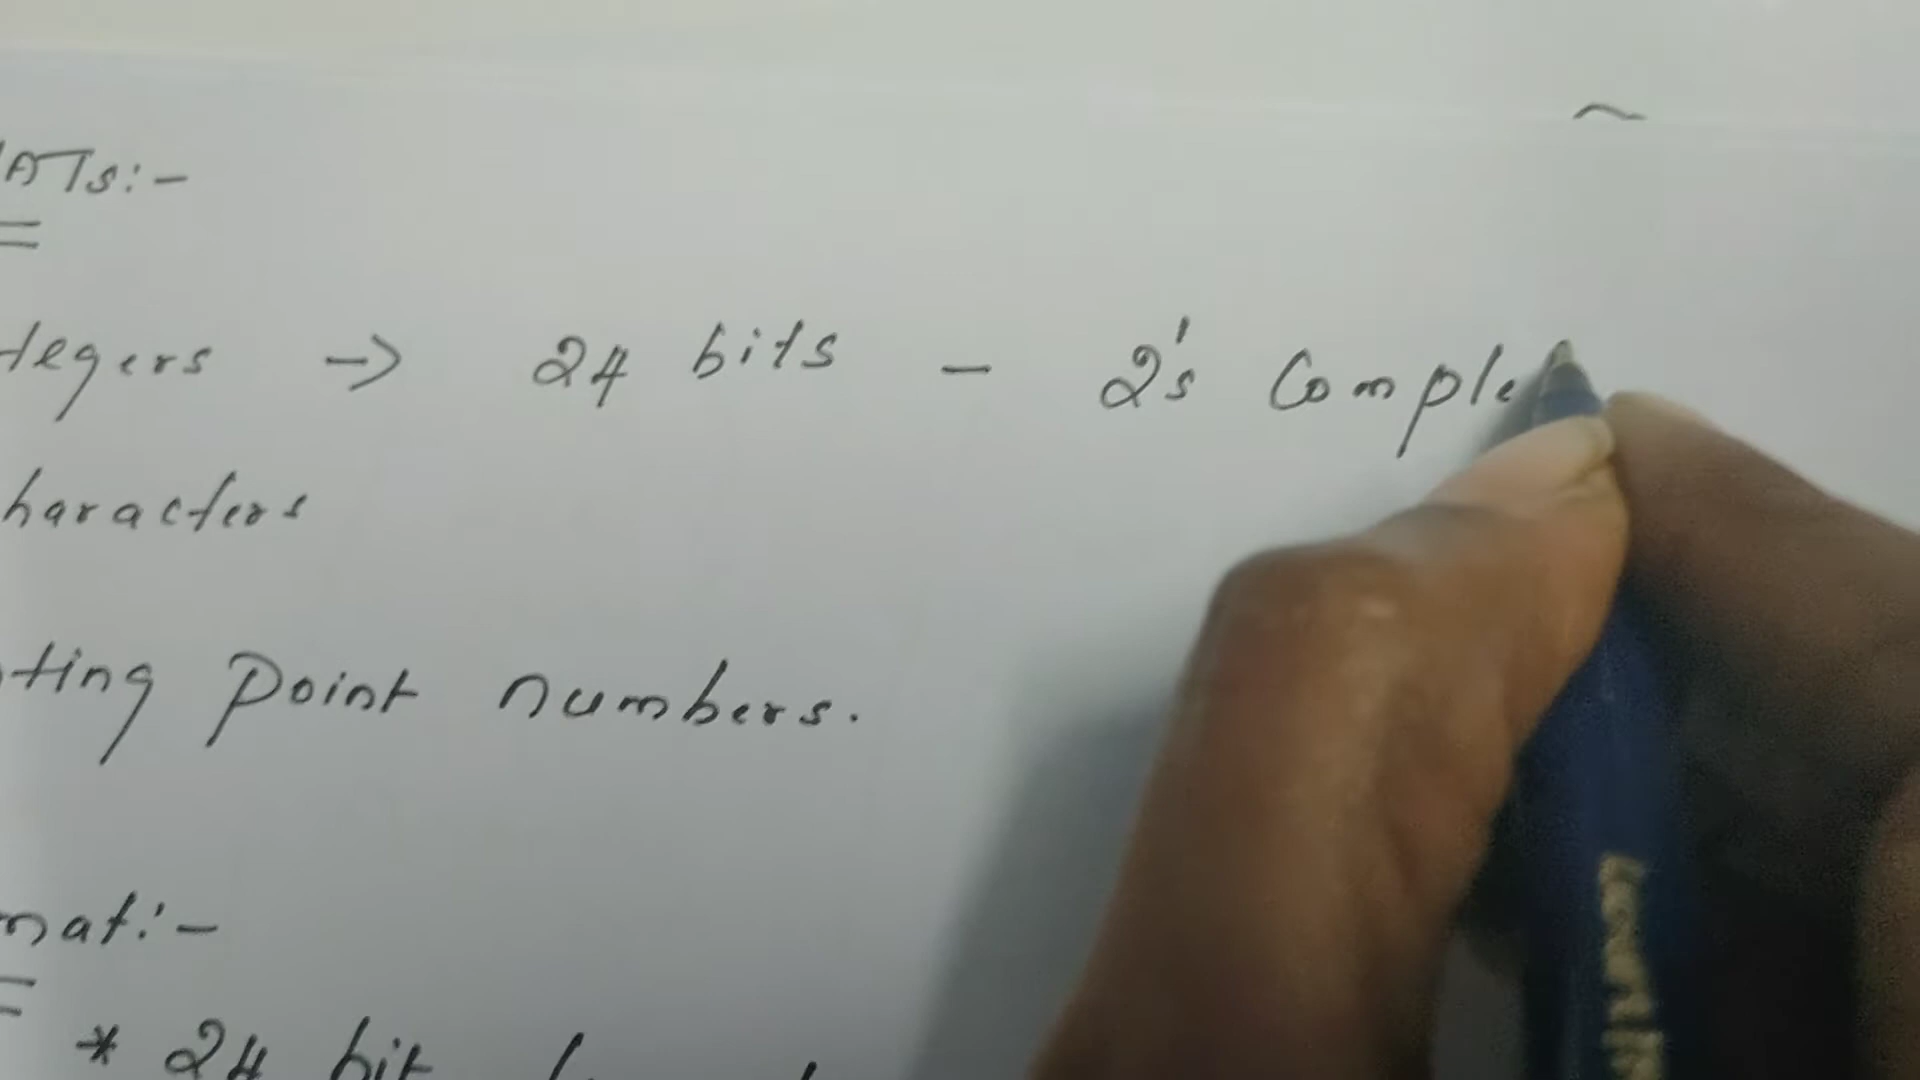 ATs:-
tegers -> 24 bits - 2's Comple
haracters
ting point numbers.
mat:-
* 24 bit